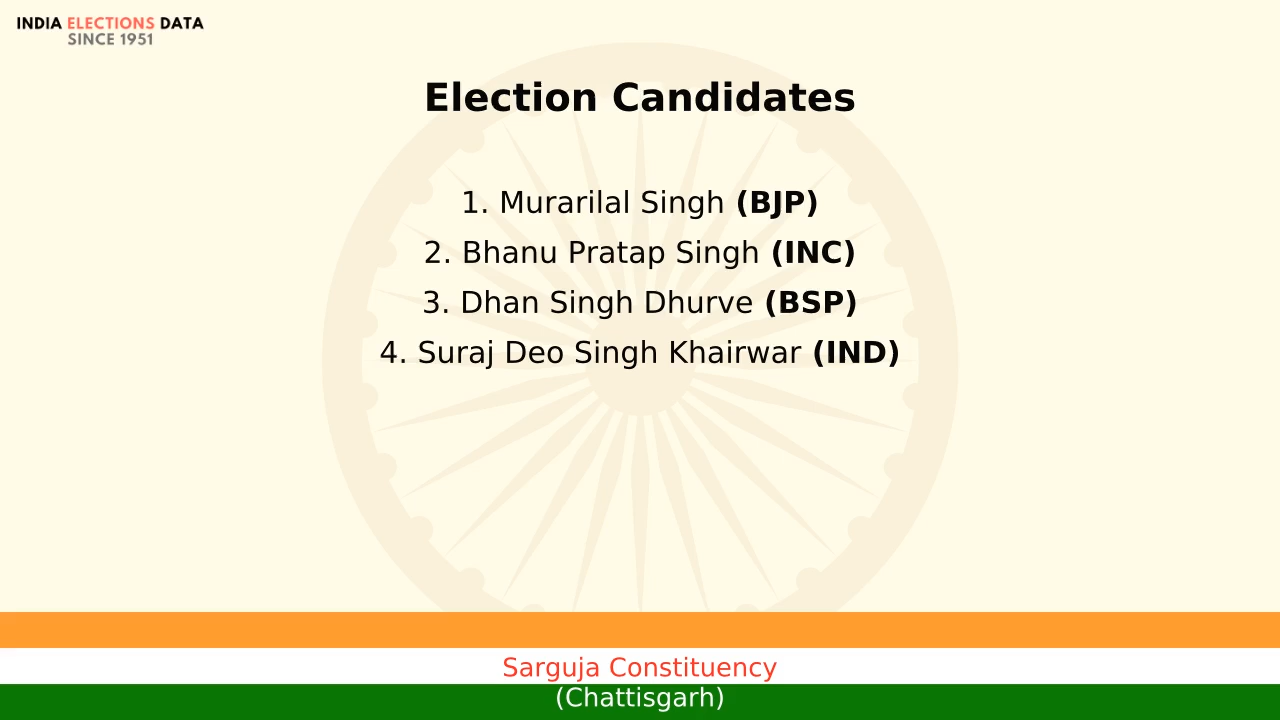 INDIA ELECTIONS DATA
SINCE 1951
Election Candidates
1. Murarilal Singh (BJP)
2. Bhanu Pratap Singh (INC)
3. Dhan Singh Dhurve (BSP)
4. Suraj Deo Singh Khairwar (IND)
Sarguja Constituency
(Chattisgarh)